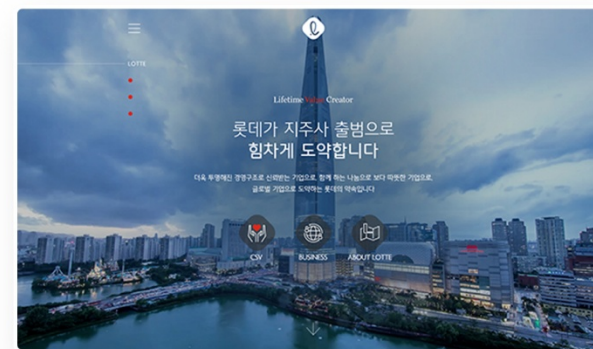 LOTTE
Lifetime Value Creator
롯데가 지주사 출범으로
힘차게 도약합니다
더욱 투명해진 경영구조로 신뢰받는 기업으로, 함께 하는 나눔으로 보다 따뜻한 기업으로,
글로벌 기업으로 도약하는 롯데의 약속입니다
CSV
BUSINESS
ABOUT LOTTE